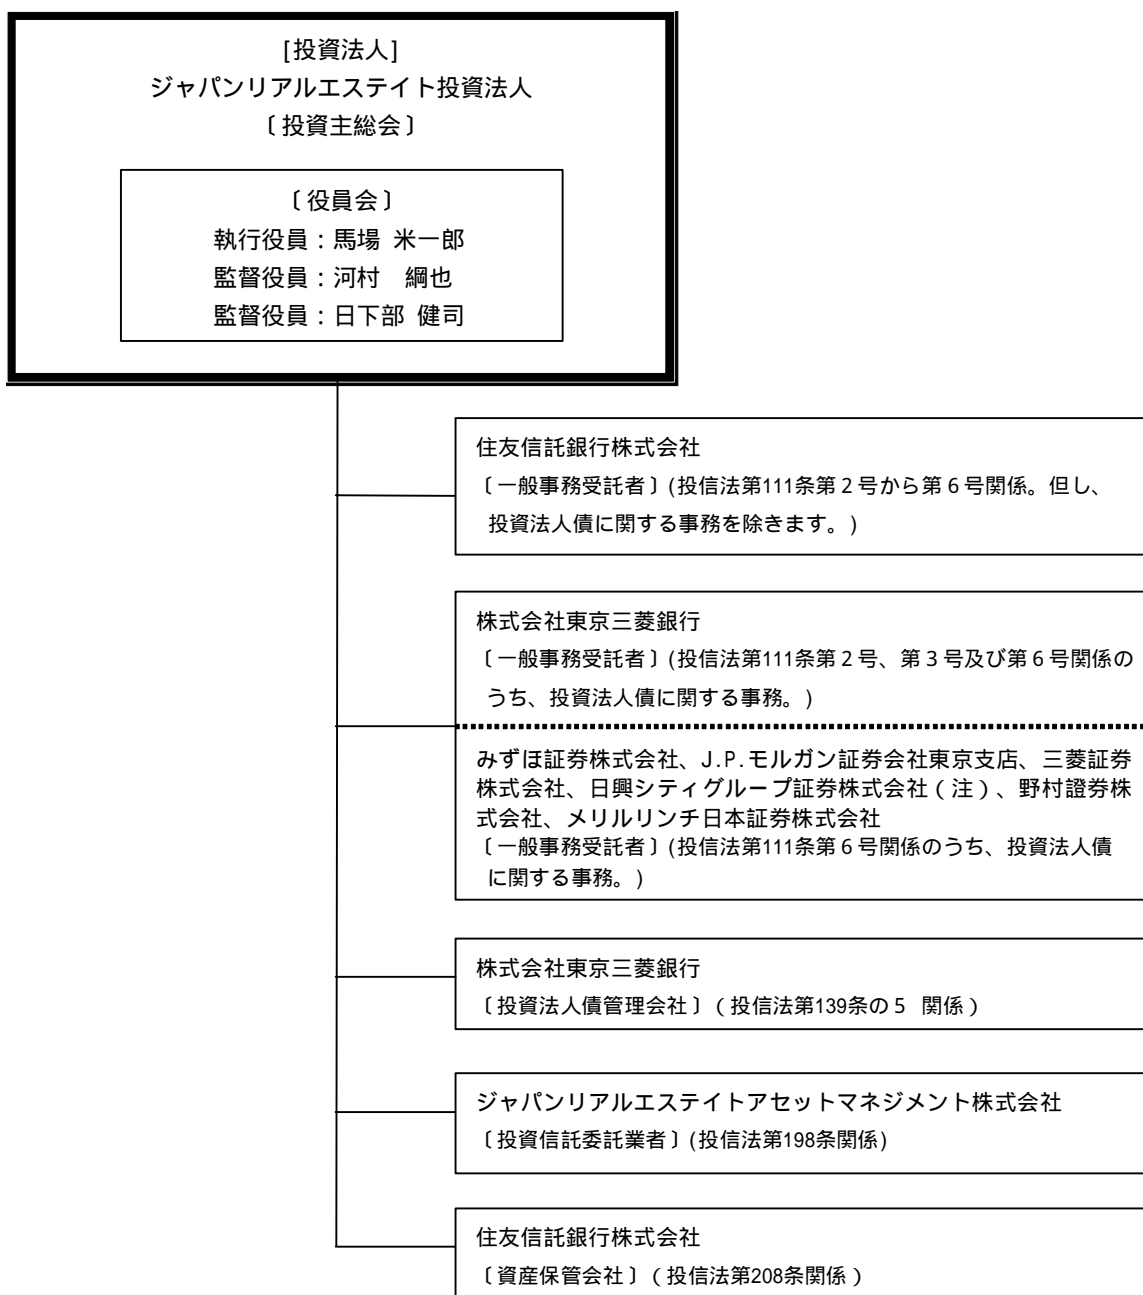 [投資法人]
ジャパンリアルエステイト投資法人
〔投資主総会〕
〔役員会〕
執行役員：馬場 米一郎
監督役員：河村　綱也
監督役員：日下部 健司
住友信託銀行株式会社
〔一般事務受託者〕(投信法第111条第２号から第６号関係。但し、
投資法人債に関する事務を除きます。)
株式会社東京三菱銀行
〔一般事務受託者〕(投信法第111条第２号、第３号及び第６号関係の
うち、投資法人債に関する事務。)
みずほ証券株式会社、J.P.モルガン証券会社東京支店、三菱証券
株式会社、日興シティグループ証券株式会社（注）、野村證券株
式会社、メリルリンチ日本証券株式会社
〔一般事務受託者〕(投信法第111条第６号関係のうち、投資法人債
に関する事務。)
株式会社東京三菱銀行
〔投資法人債管理会社〕（投信法第139条の５ 関係）
ジャパンリアルエステイトアセットマネジメント株式会社
〔投資信託委託業者〕(投信法第198条関係)
住友信託銀行株式会社
〔資産保管会社〕（投信法第208条関係）